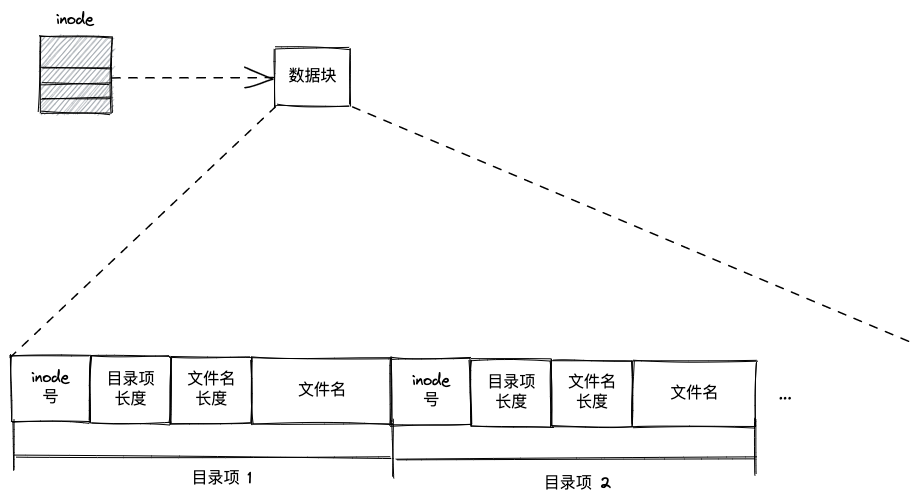 inode
数据块
inode
号
目录项
长度
文件名
长度
文件名
inode
号
目录项
长度
文件名
长度
文件名
...
目录项 1
目录项 2